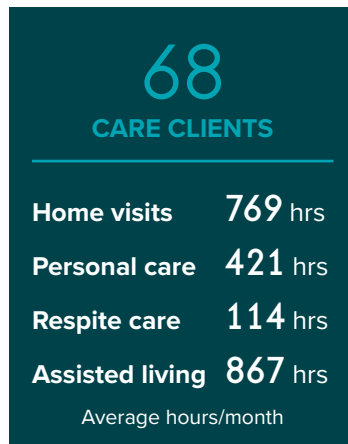 68
CARE CLIENTS
Home visits 769 hrs
Personal care 421 hrs
Respite care 114 hrs
Assisted living 867 hrs
Average hours/month